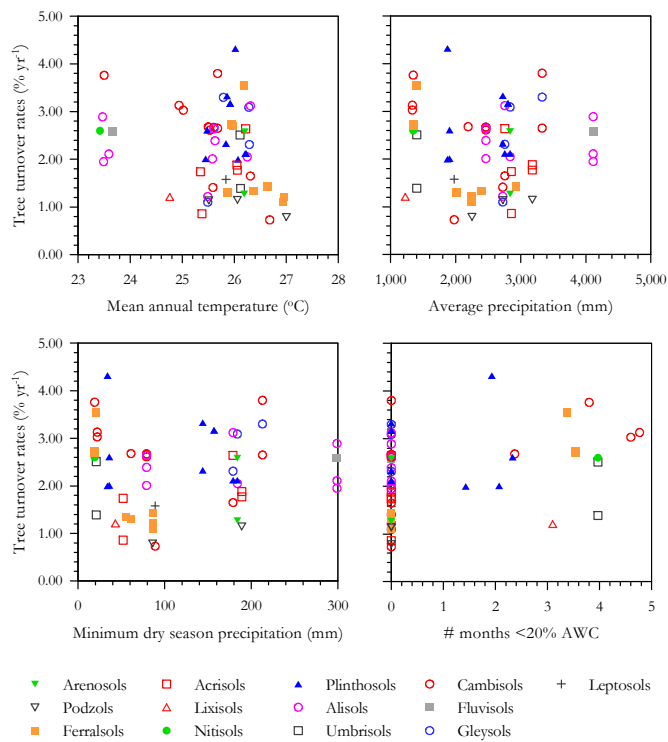 5.00
4.00
3.00
2.00
1.00
0.00
Tree turnover rates (% yr-1)
23 24 25 26 27 28
Mean annual temperature (°C)
1,000 2,000 3,000 4,000 5,000
Average precipitation (mm)
5.00
4.00
3.00
2.00
1.00
0.00
Tree turnover rates (% yr-1)
0 100 200 300
Minimum dry season precipitation (mm)
0 1 2 3 4 5
# months <20% AWC
Arenosols Acrisols Plinthosols Cambisols Leptosols
Podzols Lixisols Alisols Fluvisols
Ferralsols Nitisols Umbrisols Gleysols